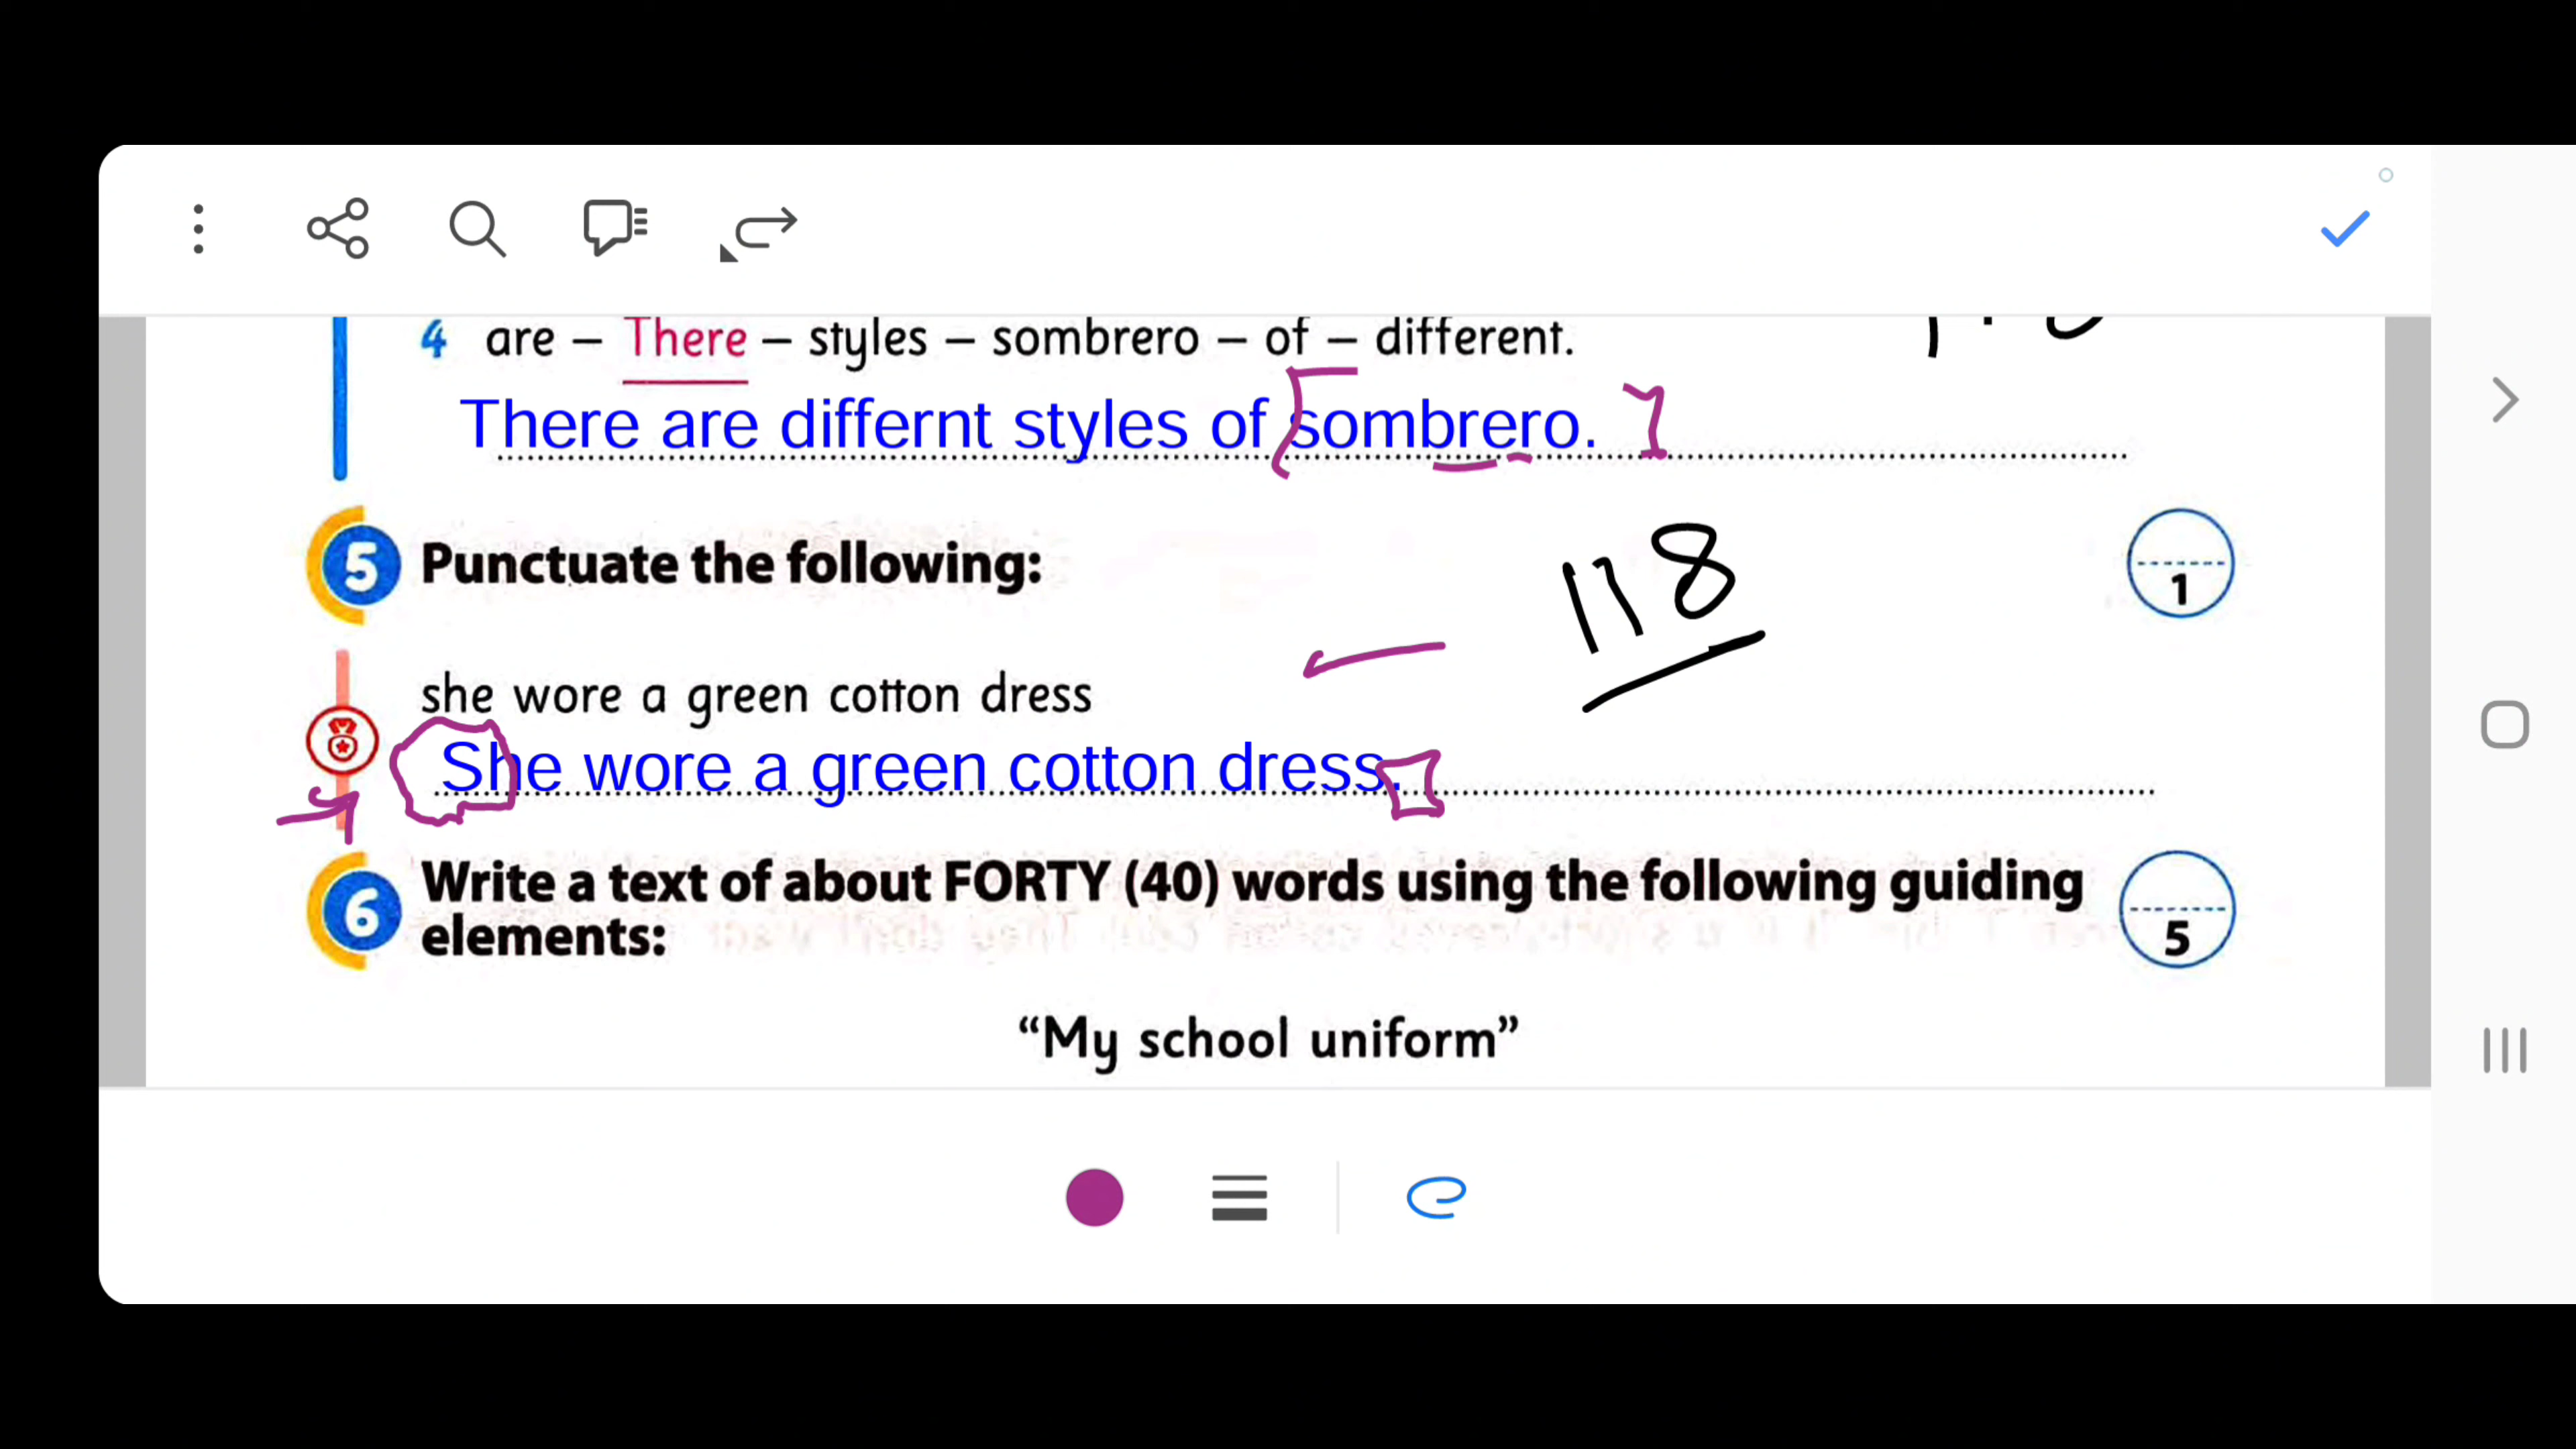 4 are – There – styles – sombrero – of – different.
There are differnt styles of sombrero.
5 Punctuate the following:
1
118
she wore a green cotton dress
She wore a green cotton dress.
6 Write a text of about FORTY (40) words using the following guiding
elements:
5
“My school uniform”